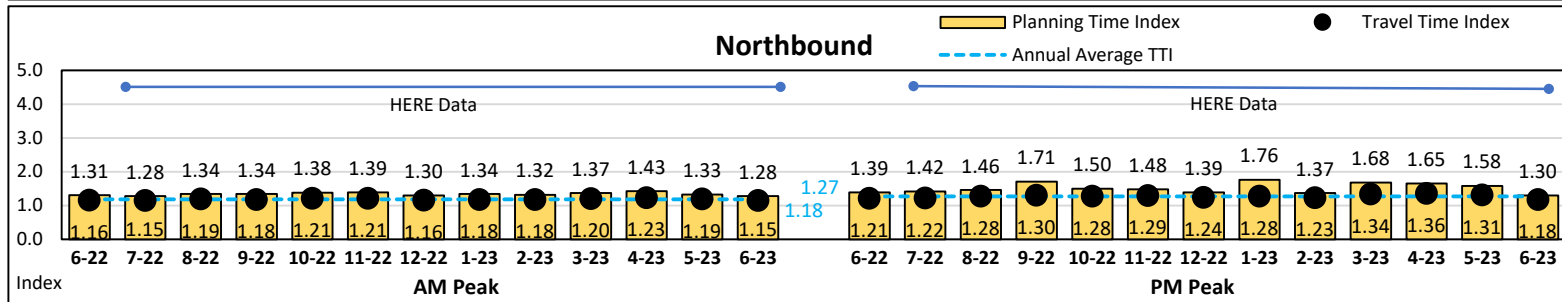 Planning Time Index
Travel Time Index
Northbound
Annual Average TTI
5.0
4.0
3.0
2.0
1.0
0.0
HERE Data
HERE Data
1.31 1.28 1.34 1.34 1.38 1.39 1.30 1.34 1.32 1.37 1.43 1.33 1.28
1.39 1.42 1.46 1.71 1.50 1.48 1.39 1.76 1.37 1.68 1.65 1.58 1.30
1.27
1.18
1.16 1.15 1.19 1.18 1.21 1.21 1.16 1.18 1.18 1.20 1.23 1.19 1.15
1.21 1.22 1.28 1.30 1.28 1.29 1.24 1.28 1.23 1.34 1.36 1.31 1.18
6-22 7-22 8-22 9-22 10-22 11-22 12-22 1-23 2-23 3-23 4-23 5-23 6-23
6-22 7-22 8-22 9-22 10-22 11-22 12-22 1-23 2-23 3-23 4-23 5-23 6-23
Index
AM Peak
PM Peak